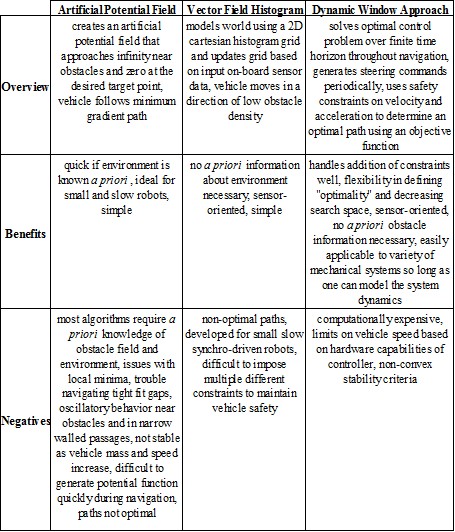 Artificial Potential Field
Vector Field Histogram
Dynamic Window Approach
Overview
creates an artificial
potential field that
approaches infinity near
obstacles and zero at the
desired target point,
vehicle follows minimum
gradient path
models world using a 2D
cartesian histogram grid
and updates grid based
on input on-board sensor
data, vehicle moves in a
direction of low obstacle
density
solves optimal control
problem over finite time
horizon throughout navigation,
generates steering commands
periodically, uses safety
constraints on velocity and
acceleration to determine an
optimal path using an objective
function
Benefits
quick if environment is
known a priori , ideal for
small and slow robots,
simple
no a priori information
about environment
necessary, sensor-
oriented, simple
handles addition of constraints
well, flexibility in defining
"optimality" and decreasing
search space, sensor-oriented,
no a priori obstacle
information necessary, easily
applicable to variety of
mechanical systems so long as
one can model the system
dynamics
Negatives
most algorithms require a
priori knowledge of
obstacle field and
environment, issues with
local minima, trouble
navigating tight fit gaps,
oscillatory behavior near
obstacles and in narrow
walled passages, not stable
as vehicle mass and speed
increase, difficult to
generate potential function
quickly during navigation,
paths not optimal
non-optimal paths,
developed for small slow
synchro-driven robots,
difficult to impose
multiple different
constraints to maintain
vehicle safety
computationally expensive,
limits on vehicle speed based
on hardware capabilities of
controller, non-convex
stability criteria